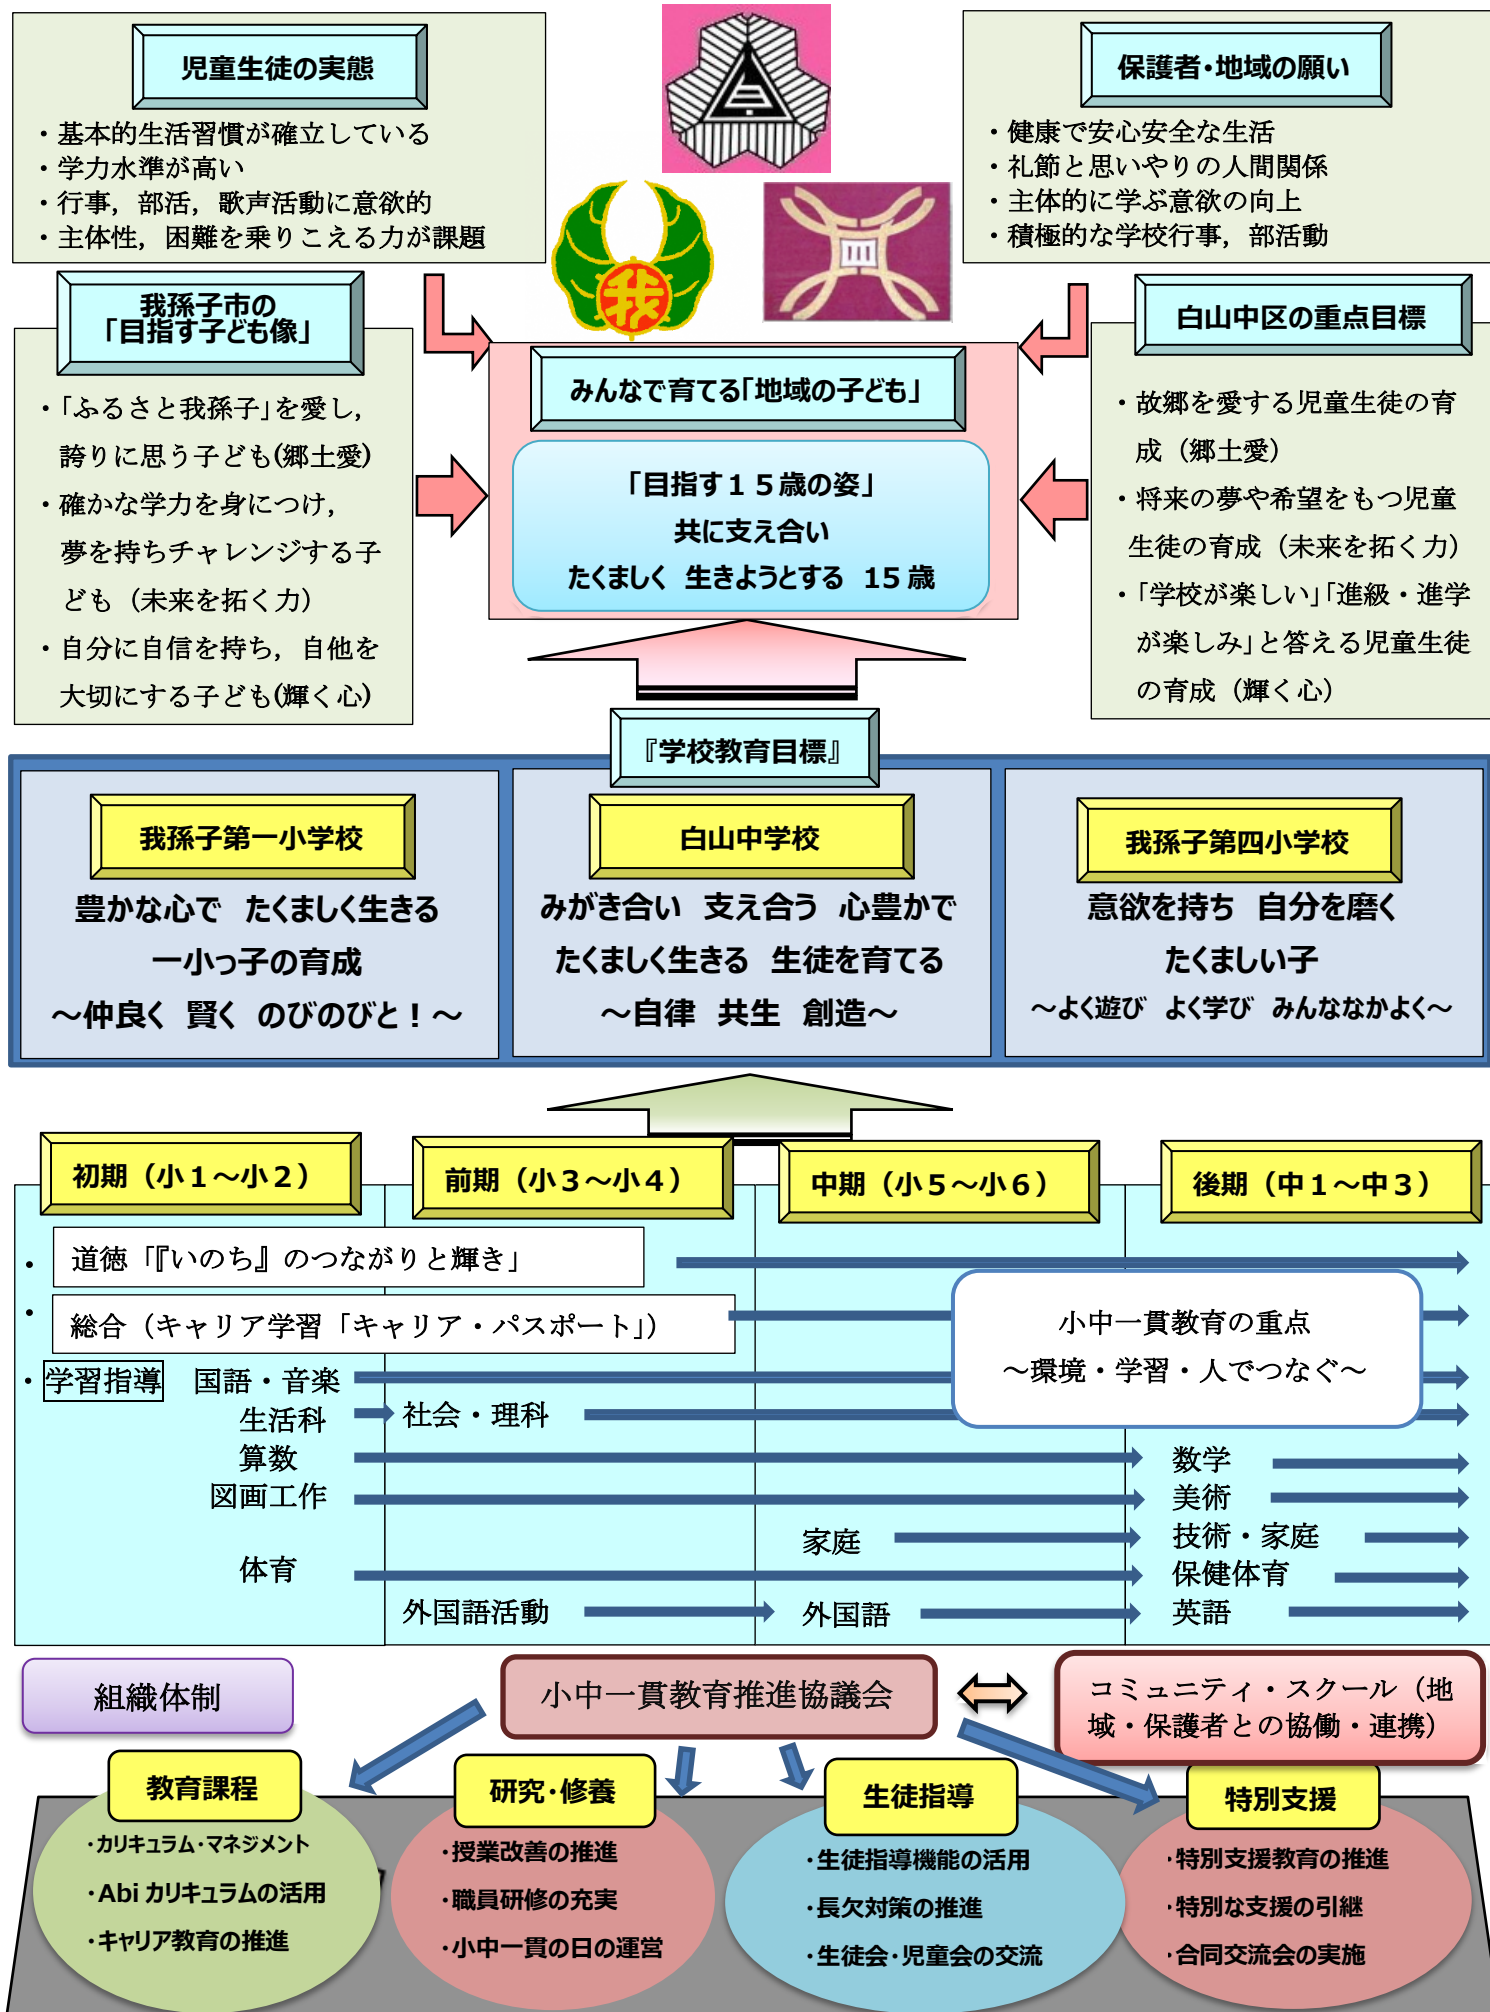 児童生徒の実態
・基本的生活習慣が確立している
・学力水準が高い
・行事，部活，歌声活動に意欲的
・主体性，困難を乗りこえる力が課題
我
保護者・地域の願い
・健康で安心安全な生活
・礼節と思いやりの人間関係
・主体的に学ぶ意欲の向上
・積極的な学校行事，部活動
我孫子市の
「目指す子ども像」
・「ふるさと我孫子」を愛し，
誇りに思う子ども(郷土愛)
・確かな学力を身につけ，
夢を持ちチャレンジする子
ども（未来を拓く力）
・自分に自信を持ち，自他を
大切にする子ども(輝く心)
みんなで育てる「地域の子ども」
「目指す１５歳の姿」
共に支え合い
たくましく 生きようとする 15歳
白山中区の重点目標
・故郷を愛する児童生徒の育
成（郷土愛）
・将来の夢や希望をもつ児童
生徒の育成（未来を拓く力）
・「学校が楽しい」「進級・進学
が楽しみ」と答える児童生徒
の育成（輝く心）
『学校教育目標』
我孫子第一小学校
豊かな心で たくましく生きる
一小っ子の育成
～仲良く 賢く のびのびと！～
白山中学校
みがき合い 支え合う 心豊かで
たくましく生きる 生徒を育てる
～自律 共生 創造～
我孫子第四小学校
意欲を持ち 自分を磨く
たくましい子
～よく遊び よく学び みんななかよく～
初期（小１～小２）
前期（小３～小４）
中期（小５～小６）
後期（中１～中３）
・ 道徳「『いのち』のつながりと輝き」
・ 総合（キャリア学習「キャリア・パスポート」）
小中一貫教育の重点
～環境・学習・人でつなぐ～
・学習指導 国語・音楽
生活科 社会・理科
算数 数学
図画工作 美術
家庭 技術・家庭
体育 保健体育
外国語活動 外国語 英語
組織体制
小中一貫教育推進協議会
コミュニティ・スクール（地
域・保護者との協働・連携）
教育課程
・カリキュラム・マネジメント
・Abi カリキュラムの活用
・キャリア教育の推進
研究・修養
・授業改善の推進
・職員研修の充実
・小中一貫の日の運営
生徒指導
・生徒指導機能の活用
・長欠対策の推進
・生徒会・児童会の交流
特別支援
・特別支援教育の推進
・特別な支援の引継
・合同交流会の実施